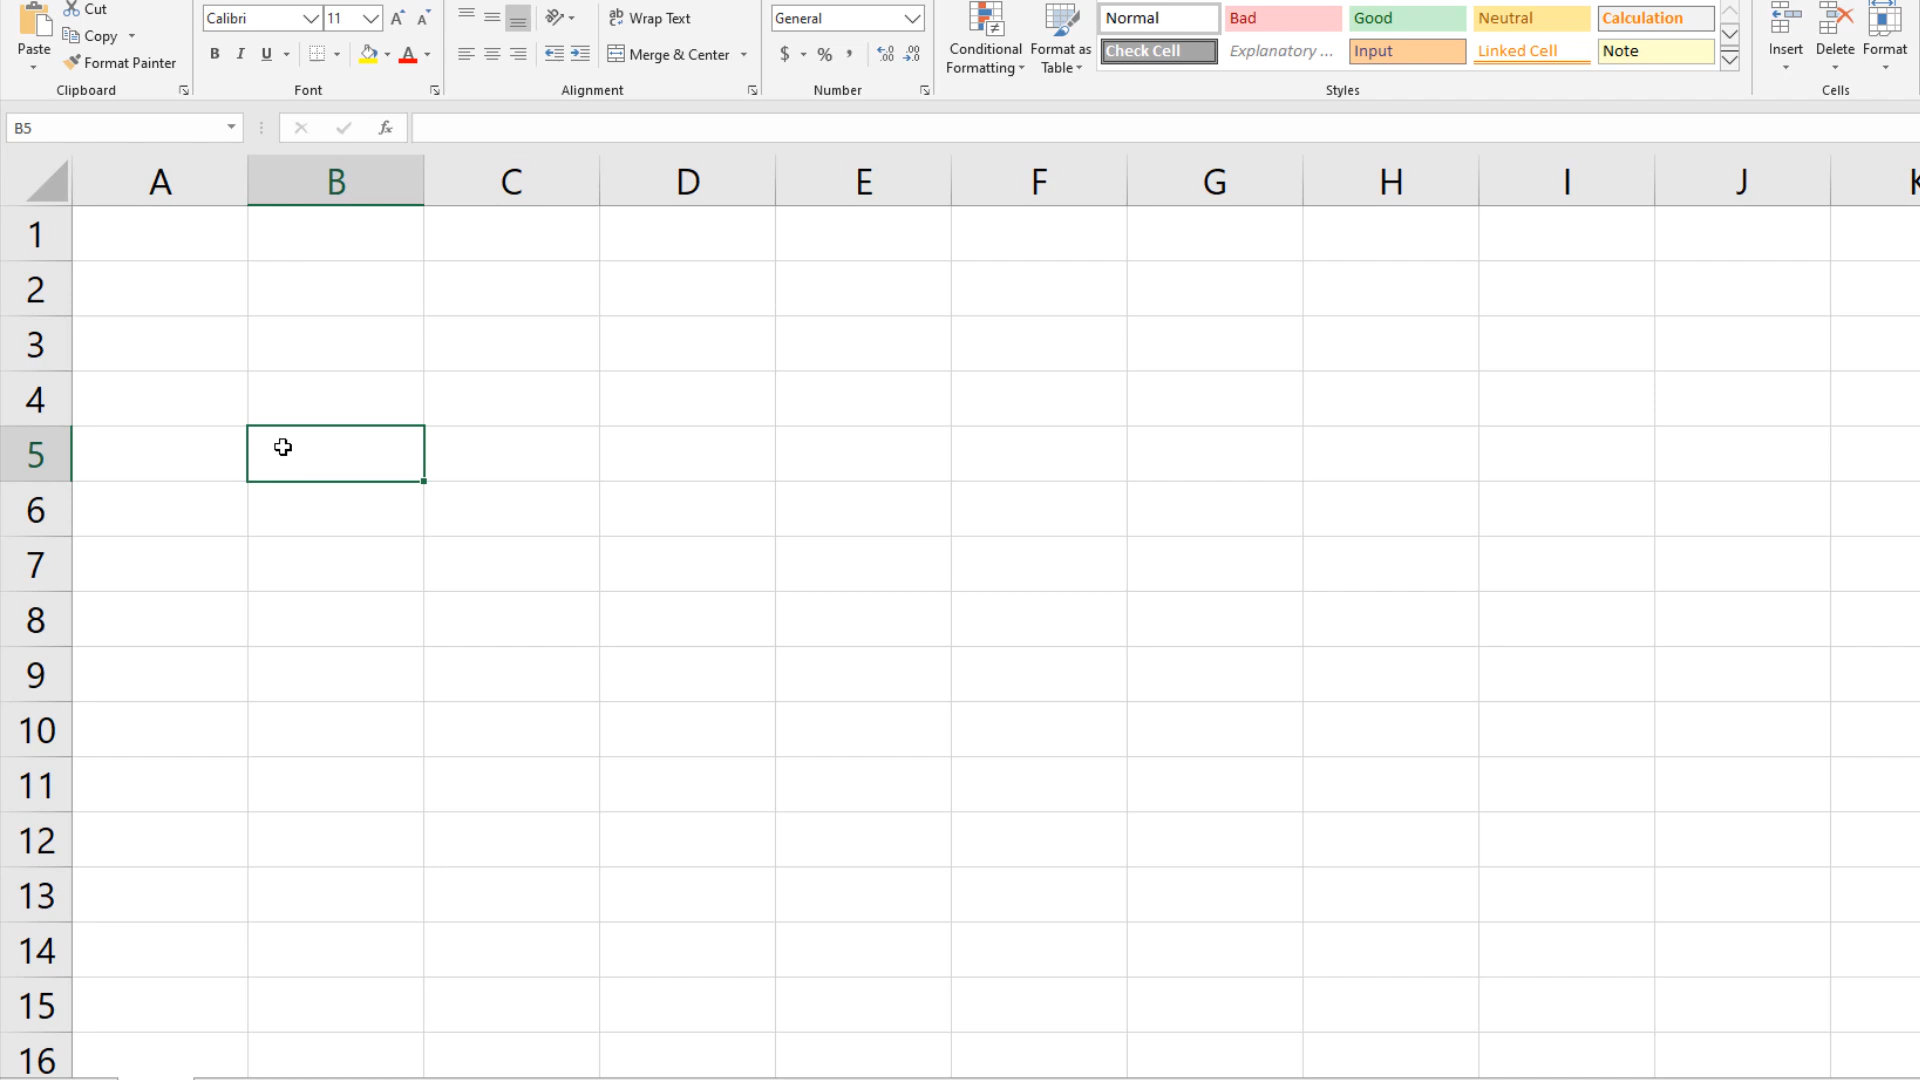 Cut
Calibri 11
Wrap Text
General
Normal Bad Good Neutral Calculation
Paste
Copy
Format Painter
B I U
Merge & Center
$ % ,
Conditional Formatting
Format as Table
Check Cell Explanatory ... Input Linked Cell Note
Insert Delete Format
Clipboard Font Alignment Number Styles Cells
B5 fx
A B C D E F G H I J K
1
2
3
4
5
6
7
8
9
10
11
12
13
14
15
16